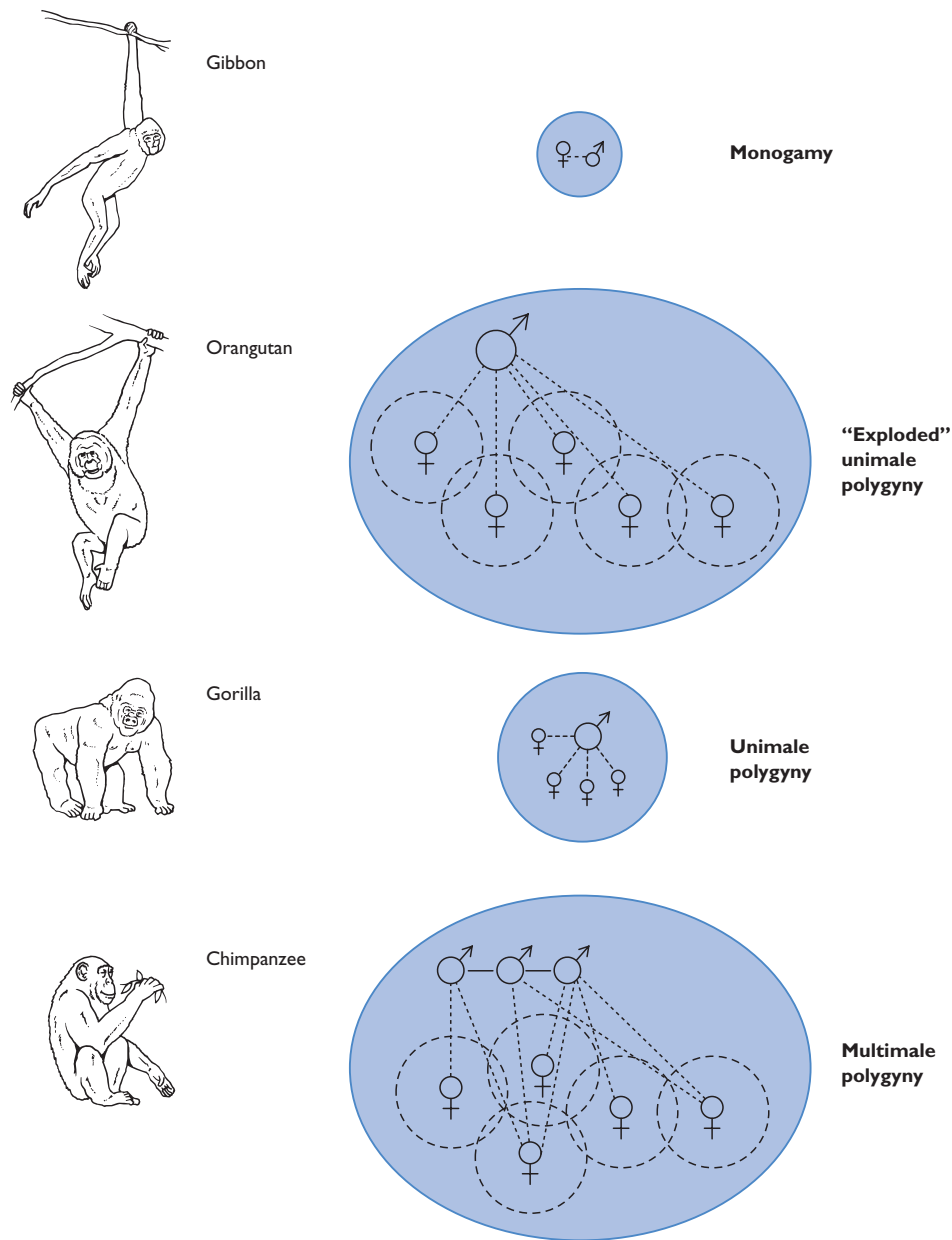 Gibbon
Monogamy
Orangutan
“Exploded”
unimale
polygyny
Gorilla
Unimale
polygyny
Chimpanzee
Multimale
polygyny